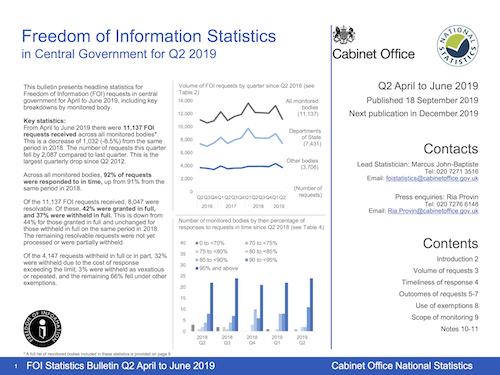 Freedom of Information Statistics
in Central Government for Q2 2019
This bulletin presents headline statistics for
Freedom of Information (FOI) requests in central
government for April to June 2019, including key
breakdowns by monitored body.
Key statistics:
From April to June 2019 there were 11,137 FOI
requests received across all monitored bodies*.
This is a decrease of 1,032 (-8.5%) from the same
period in 2018. The number of requests this quarter
fell by 2,087 compared to last quarter. This is the
largest quarterly drop since Q2 2012.
Across all monitored bodies, 92% of requests
were responded to in time, up from 91% from the
same period in 2018.
Of the 11,137 FOI requests received, 8,047 were
resolvable. Of these, 42% were granted in full,
and 37% were withheld in full. This is down from
44% for those granted in full and unchanged for
those withheld in full on the same period in 2018.
The remaining resolvable requests were not yet
processed or were partially withheld.
Of the 4,147 requests withheld in full or in part, 32%
were withheld due to the cost of response
exceeding the limit, 3% were withheld as vexatious
or repeated, and the remaining 66% fell under other
exemptions.
FREEDOM OF INFORMATION
* A full list of monitored bodies included in these statistics is provided on page 9
Volume of FOI requests by quarter since Q2 2016 (see
Table 2)
14,000
12,000
10,000
8,000
6,000
4,000
2,000
0
All monitored
bodies
(11,137)
Departments
of State
(7,431)
Other bodies
(3,706)
(Number of
requests)
Q2Q3Q4Q1Q2Q3Q4Q1Q2Q3Q4Q1Q2
2016 2017 2018 2019
Number of monitored bodies by their percentage of
responses to requests in time since Q2 2018 (see Table 4)
40
35
30
25
20
15
10
5
0
0 to <70%
70 to <75%
75 to <80%
80 to <85%
85 to <90%
90 to <95%
95% and above
2018 Q2
2018 Q3
2018 Q4
2019 Q1
2019 Q2
Cabinet Office
NATIONAL STATISTICS
Q2 April to June 2019
Published 18 September 2019
Next publication in December 2019
Contacts
Lead Statistician: Marcus John-Baptiste
Tel: 020 7271 3516
Email: foistatistics@cabinetoffice.gov.uk
Press enquiries: Ria Provin
Tel: 020 7276 6148
Email: Ria.Provin@cabinetoffice.gov.uk
Contents
Introduction 2
Volume of requests 3
Timeliness of response 4
Outcomes of requests 5-7
Use of exemptions 8
Scope of monitoring 9
Notes 10-11
1 FOI Statistics Bulletin Q2 April to June 2019
Cabinet Office National Statistics